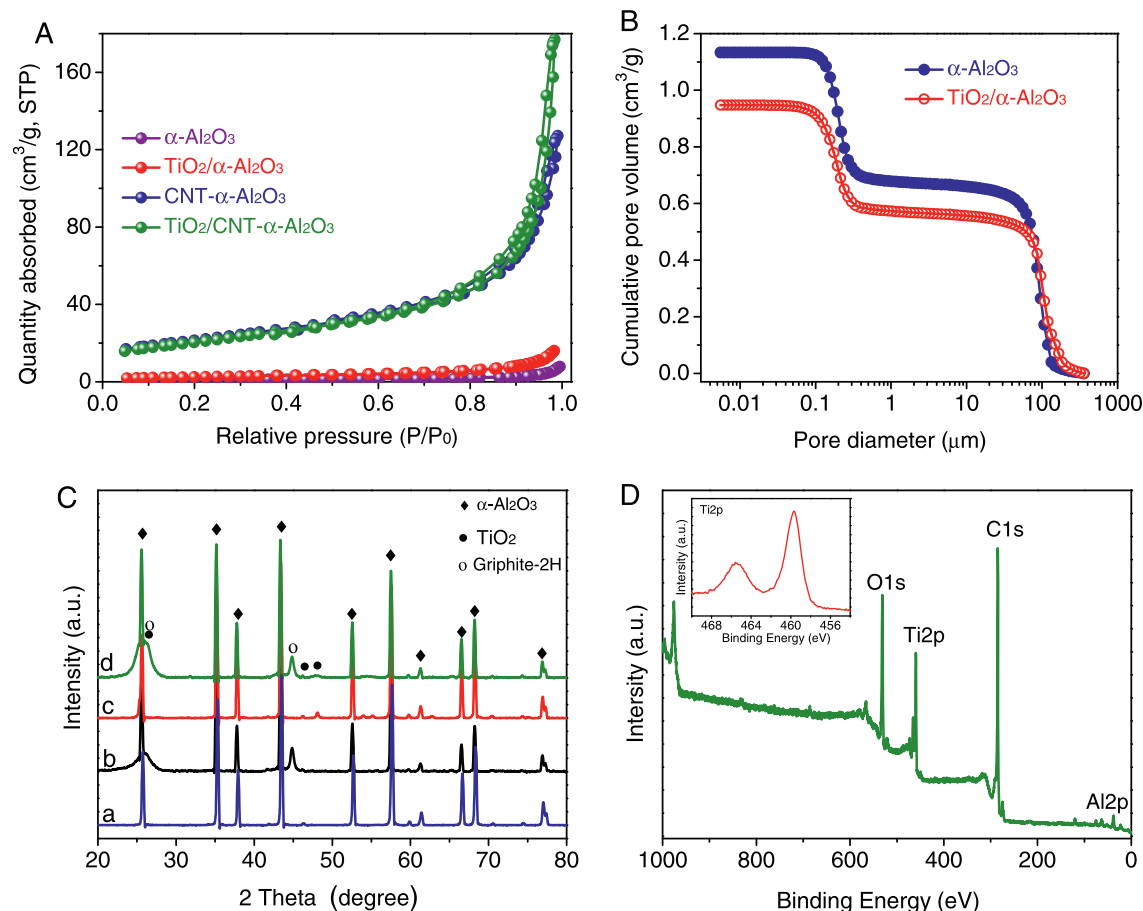 A
Quantity absorbed (cm³/g, STP)
160
120
80
40
0
α-Al₂O₃
TiO₂/α-Al₂O₃
CNT-α-Al₂O₃
TiO₂/CNT-α-Al₂O₃
0.0 0.2 0.4 0.6 0.8 1.0
Relative pressure (P/P₀)
B
Cumulative pore volume (cm³/g)
1.2
1.0
0.8
0.6
0.4
0.2
0.0
α-Al₂O₃
TiO₂/α-Al₂O₃
0.01 0.1 1 10 100 1000
Pore diameter (μm)
C
Intensity (a.u.)
α-Al₂O₃
TiO₂
Griphite-2H
d
c
b
a
20 30 40 50 60 70 80
2 Theta (degree)
D
Intensity (a.u.)
Ti2p
Intensity (a.u.)
468 464 460 456
Binding Energy (eV)
C1s
O1s
Ti2p
Al2p
1000 800 600 400 200 0
Binding Energy (eV)